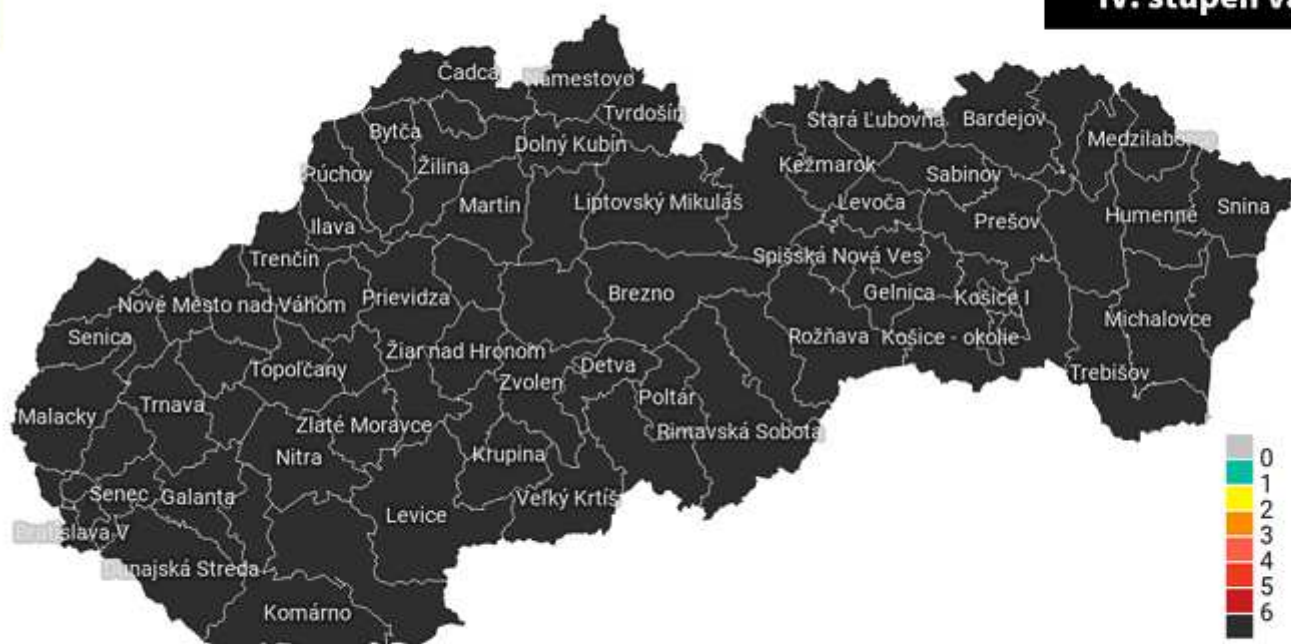 IV. stupeň
Čadca
Námestovo
Tvrdošín
Bytča
Dolný Kubín
Stará Ľubovňa
Bardejov
Medzilaborce
Púchov
Žilina
Kežmarok
Sabinov
Martin
Liptovský Mikuláš
Levoča
Prešov
Humenné
Snina
Ilava
Trenčín
Spišská Nová Ves
Nové Město nad Váhom
Prievidza
Brezno
Gelnica
Košice I
Michalovce
Senica
Rožňava
Košice - okolie
Žiar nad Hronom
Topoľčany
Detva
Trebišov
Zvolen
Poltár
Malacky
Trnava
Zlaté Moravce
Rimavská Sobota
Nitra
Krupina
Senec
Galanta
Veľký Krtíš
Levice
Bratislava V
Dunajská Streda
Komárno
0
1
2
3
4
5
6